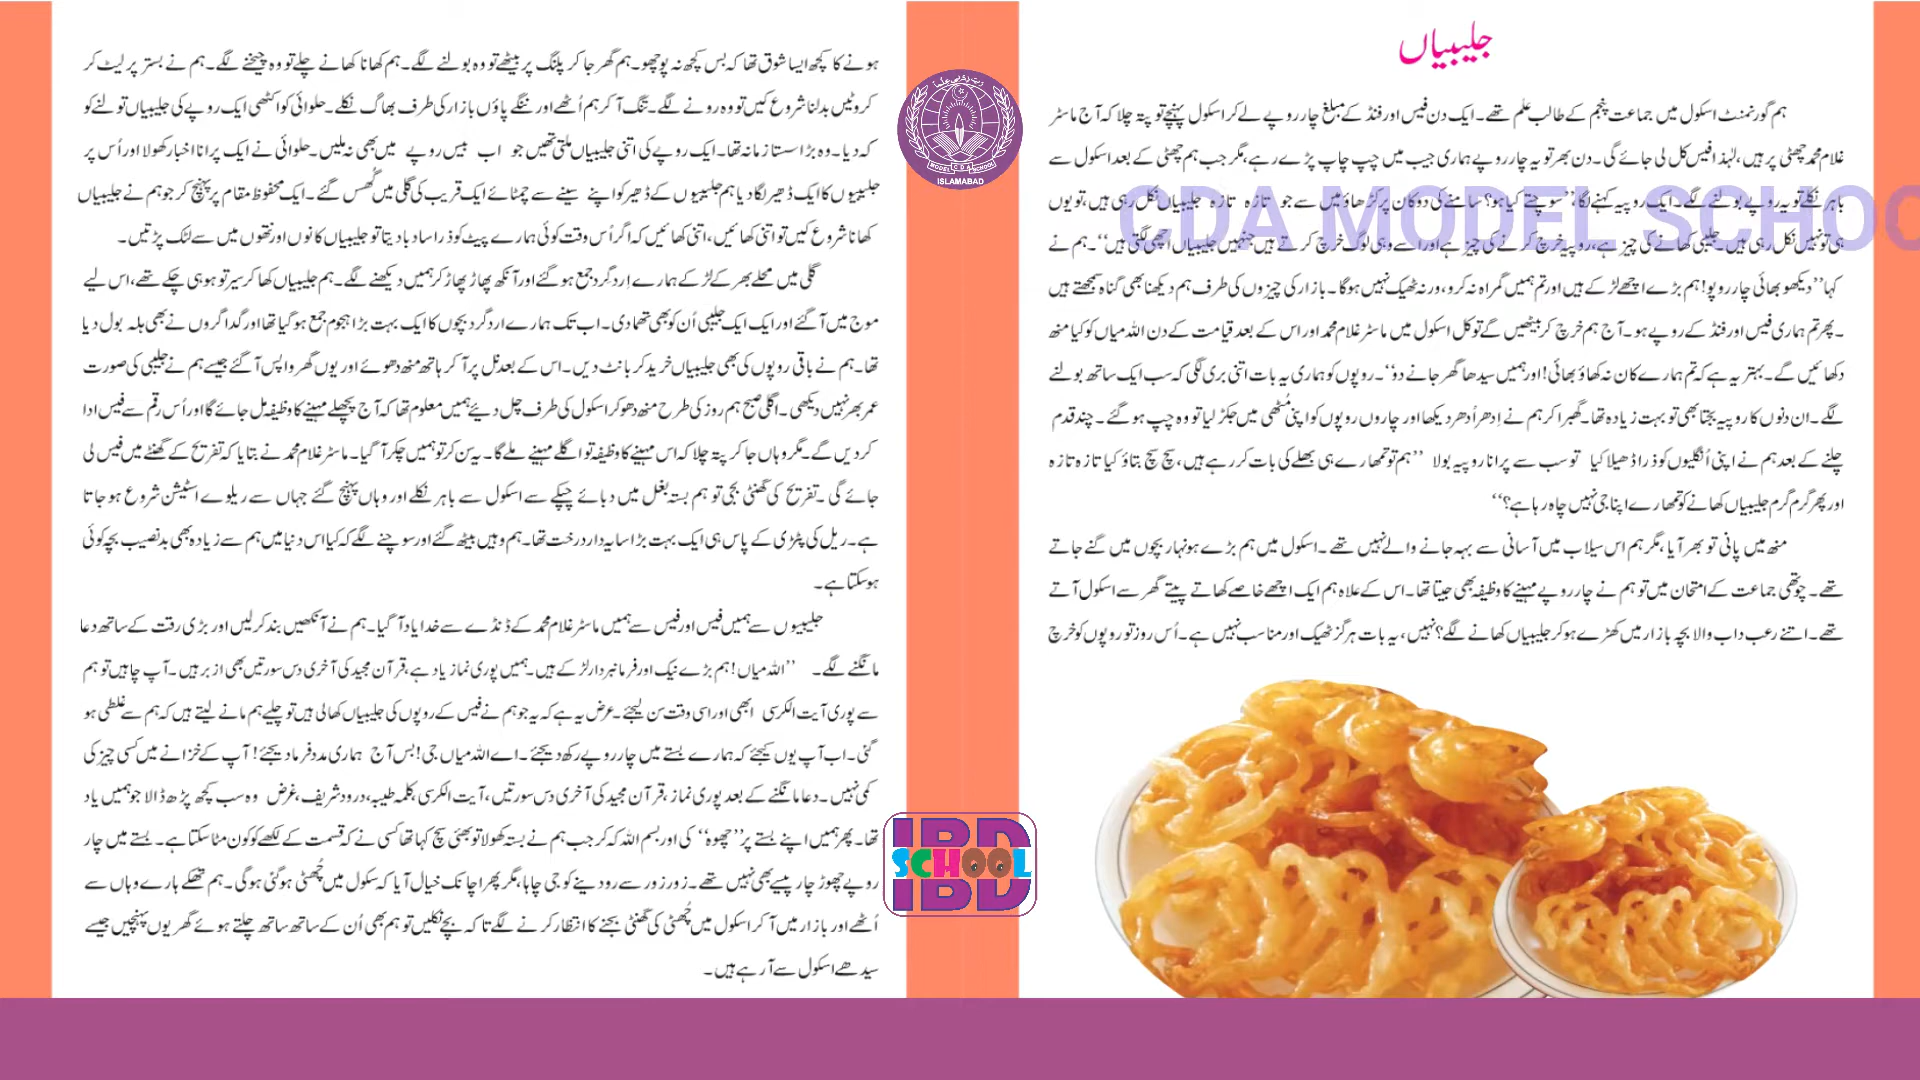 جلیبیاں
ہم گورنمنٹ اسکول میں جماعت پنجم کے طالب علم تھے۔ ایک دن فیس اور فنڈ کے مبلغ چار روپے لے کر اسکول پہنچے تو پتہ چلا کہ آج ماسٹر
غلام محمد چھٹی پر ہیں، لہٰذا فیس کل لی جائے گی۔ دن بھر تو یہ چار روپے ہماری جیب میں چپ چاپ پڑے رہے، مگر جب ہم چھٹی کے بعد اسکول سے
باہر نکلے تو یہ روپے بولنے لگے۔ ایک روپیہ کہنے لگا، ’’سوچتے کیا ہو؟ سامنے کی دوکان پر کڑھاؤ میں سے جو تازہ تازہ جلیبیاں نکل رہی ہیں، تو یوں
ہی تو نہیں نکل رہی ہیں۔ جلیبی کھانے کی چیز ہے، روپیہ خرچ کرنے کی چیز ہے اور اسے وہی لوگ خرچ کرتے ہیں جنھیں جلیبیاں اچھی لگتی ہیں‘‘۔ ہم نے
کہا ’’دیکھو بھائی چار روپو! ہم بڑے اچھے لڑکے ہیں اور تم ہمیں گمراہ نہ کرو، ورنہ ٹھیک نہیں ہوگا۔ بازار کی چیزوں کی طرف ہم دیکھنا بھی گناہ سمجھتے ہیں
۔ پھر تم ہماری فیس اور فنڈ کے روپے ہو۔ آج ہم خرچ کر بیٹھیں گے تو کل اسکول میں ماسٹر غلام محمد اور اس کے بعد قیامت کے دن اللہ میاں کو کیا منھ
دکھائیں گے۔ بہتر یہ ہے کہ تم ہمارے کان نہ کھاؤ بھائی! اور ہمیں سیدھا گھر جانے دو‘‘۔ روپوں کو ہماری یہ بات اتنی بری لگی کہ سب ایک ساتھ بولنے
لگے۔ ان دنوں کا روپیہ بجتا بھی تو بہت زیادہ تھا۔ گھبرا کر ہم نے اِدھر اُدھر دیکھا اور چاروں روپوں کو اپنی مُٹھی میں جکڑ لیا تو وہ چپ ہو گئے۔ چند قدم
چلنے کے بعد ہم نے اپنی اُنگلیوں کو ذرا ڈھیلا کیا تو سب سے پرانا روپیہ بولا ’’ہم تو تمھارے ہی بھلے کی بات کر رہے ہیں، سچ سچ بتاؤ کیا تازہ تازہ
اور پھر گرم گرم جلیبیاں کھانے کو تمھارے اپنا جی نہیں چاہ رہا ہے؟‘‘
منھ میں پانی تو بھر آیا، مگر ہم اس سیلاب میں آسانی سے بہہ جانے والے نہیں تھے۔ اسکول میں ہم بڑے ہونہار بچوں میں گنے جاتے
تھے۔ چوتھی جماعت کے امتحان میں تو ہم نے چار روپے مہینے کا وظیفہ بھی جیتا تھا۔ اس کے علاوہ ہم ایک اچھے خاصے کھاتے پیتے گھر سے اسکول آتے
تھے۔ اتنے رعب داب والا بچہ بازار میں کھڑے ہو کر جلیبیاں کھانے لگے؟ نہیں، یہ بات ہرگز ٹھیک اور مناسب نہیں ہے۔ اُس روز تو روپوں کو خرچ
ہونے کا کچھ ایسا شوق تھا کہ بس کچھ نہ پوچھو۔ ہم گھر جا کر پلنگ پر بیٹھے تو وہ بولنے لگے۔ ہم کھانا کھانے چلے تو وہ چیخنے لگے۔ ہم نے بستر پر لیٹ کر
کروٹیں بدلنا شروع کیں تو وہ رونے لگے۔ تنگ آ کر ہم اُٹھے اور ننگے پاؤں بازار کی طرف بھاگ نکلے۔ حلوائی کو اکٹھی ایک روپے کی جلیبیاں تولنے کو
کہہ دیا۔ وہ بڑا سستا زمانہ تھا۔ ایک روپے کی اتنی جلیبیاں ملتی تھیں جو اب بیس روپے میں بھی نہ ملیں۔ حلوائی نے ایک پرانا اخبار کھولا اور اُس پر
جلیبیوں کا ایک ڈھیر لگا دیا ہم جلیبیوں کے ڈھیر کو اپنے سینے سے چمٹائے ایک قریب کی گلی میں گُھس گئے۔ ایک محفوظ مقام پر پہنچ کر جو ہم نے جلیبیاں
کھانا شروع کیں تو اتنی کھائیں، اتنی کھائیں کہ اگر اُس وقت کوئی ہمارے پیٹ کو ذرا سا دبا دیتا تو جلیبیاں کانوں اور نتھوں میں سے لٹک پڑتیں۔
گلی میں محلے بھر کے لڑکے ہمارے اِرد گرد جمع ہو گئے اور آنکھ پھاڑ پھاڑ کر ہمیں دیکھنے لگے۔ ہم جلیبیاں کھا کر سیر تو ہو ہی چکے تھے، اس لیے
موج میں آ گئے اور ایک ایک جلیبی اُن کو بھی تھما دی۔ اب تک ہمارے ارد گرد بچوں کا ایک بہت بڑا ہجوم جمع ہو گیا تھا اور گداگروں نے بھی ہلہ بول دیا
تھا۔ ہم نے باقی روپوں کی بھی جلیبیاں خرید کر بانٹ دیں۔ اس کے بعد نل پر آ کر ہاتھ منھ دھوئے اور یوں گھر واپس آ گئے جیسے ہم نے جلیبی کی صورت
عمر بھر نہیں دیکھی۔ اگلی صبح ہم روز کی طرح منھ دھو کر اسکول کی طرف چل دیئے ہمیں معلوم تھا کہ آج پچھلے مہینے کا وظیفہ مل جائے گا اور اُس رقم سے فیس ادا
کر دیں گے۔ مگر وہاں جا کر پتہ چلا کہ اس مہینے کا وظیفہ تو اگلے مہینے ملے گا۔ یہ سن کر تو ہمیں چکر آ گیا۔ ماسٹر غلام محمد نے بتایا کہ تفریح کے گھنٹے میں فیس لی
جائے گی۔ تفریح کی گھنٹی بجی تو ہم بستہ بغل میں دبائے چپکے سے اسکول سے باہر نکلے اور وہاں پہنچ گئے جہاں سے ریلوے اسٹیشن شروع ہو جاتا
ہے۔ ریل کی پٹڑی کے پاس ہی ایک بہت بڑا سایہ دار درخت تھا۔ ہم وہیں بیٹھ گئے اور سوچنے لگے کہ کیا اس دنیا میں ہم سے زیادہ بھی بدنصیب بچہ کوئی
ہو سکتا ہے۔
جلیبیوں سے ہمیں فیس اور فیس سے ہمیں ماسٹر غلام محمد کے ڈنڈے سے خدا یاد آ گیا۔ ہم نے آنکھیں بند کر لیں اور بڑی رقت کے ساتھ دعا
مانگنے لگے۔ ’’اللہ میاں! ہم بڑے نیک اور فرمانبردار لڑکے ہیں۔ ہمیں پوری نماز یاد ہے، قرآن مجید کی آخری دس سورتیں بھی ازبر ہیں۔ آپ چاہیں تو ہم
سے پوری آیت الکرسی ابھی اور اسی وقت سن لیجئے۔ عرض یہ ہے کہ یہ جو ہم نے فیس کے روپوں کی جلیبیاں کھا لی ہیں تو چلیے ہم مانے لیتے ہیں کہ ہم سے غلطی ہو
گئی۔ اب آپ یوں کیجئے کہ ہمارے بستے میں چار روپے رکھ دیجئے۔ اے اللہ میاں جی! بس آج ہماری مدد فرما دیجئے! آپ کے خزانے میں کسی چیز کی
کمی نہیں۔ دعا مانگنے کے بعد پوری نماز، قرآن مجید کی آخری دس سورتیں، آیت الکرسی، کلمہ طیبہ، درود شریف، غرض وہ سب کچھ پڑھ ڈالا جو ہمیں یاد
تھا۔ پھر ہمیں اپنے بستے پر ’’چھوہ‘‘ کی اور بسم اللہ کہہ کر جب ہم نے بستہ کھولا تو بھئی سچ کہا تھا کسی نے کہ قسمت کے لکھے کو کون مٹا سکتا ہے۔ بستے میں چار
روپے چھوڑ چار پیسے بھی نہیں تھے۔ زور زور سے رو دینے کو جی چاہا، مگر پھر اچانک خیال آیا کہ سکول میں چُھٹی ہو گئی ہوگی۔ ہم تھکے ہارے وہاں سے
اُٹھے اور بازار میں آ کر اسکول میں چُھٹی کی گھنٹی بجنے کا انتظار کرنے لگے تاکہ بچے نکلیں تو ہم بھی اُن کے ساتھ ساتھ چلتے ہوئے گھر یوں پہنچیں جیسے
سیدھے اسکول سے آ رہے ہیں۔
CDA MODEL SCHOO
MODEL C.D.A. SCHOOL
ISLAMABAD
IBD
SCHOOL
IBD